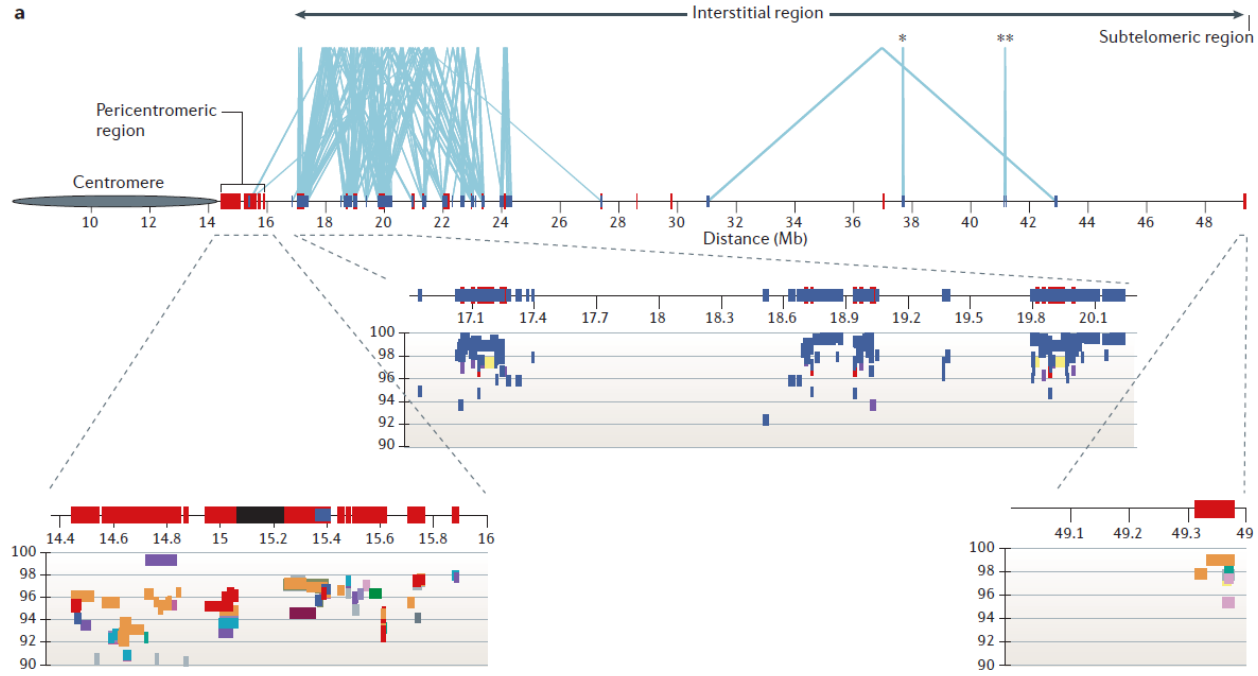 a
Interstitial region
Subtelomeric region
* **
Pericentromeric
region
Centromere
10 12 14 16 18 20 22 24 26 28 30 32 34 36 38 40 42 44 46 48
Distance (Mb)
17.1 17.4 17.7 18 18.3 18.6 18.9 19.2 19.5 19.8 20.1
100
98
96
94
92
90
14.4 14.6 14.8 15 15.2 15.4 15.6 15.8 16
100
98
96
94
92
90
49.1 49.2 49.3 49
100
98
96
94
92
90